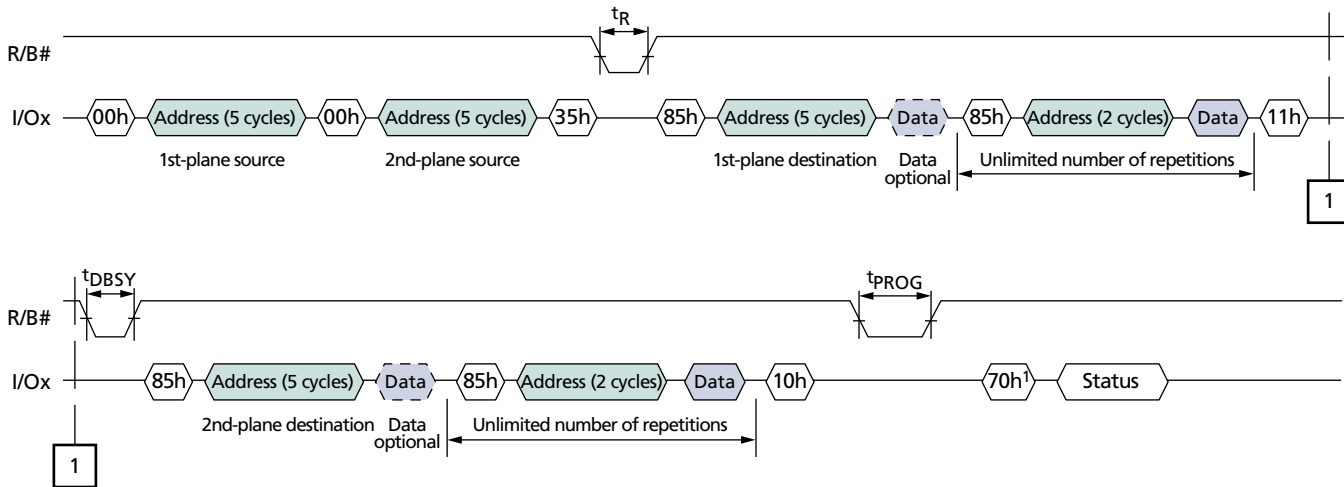 tR
R/B#
I/Ox 00h Address (5 cycles) 00h Address (5 cycles) 35h 85h Address (5 cycles) Data 85h Address (2 cycles) Data 11h
1st-plane source 2nd-plane source 1st-plane destination Data optional Unlimited number of repetitions
1
tDBSY tPROG
R/B#
I/Ox 85h Address (5 cycles) Data 85h Address (2 cycles) Data 10h 70h1 Status
2nd-plane destination Data optional Unlimited number of repetitions
1